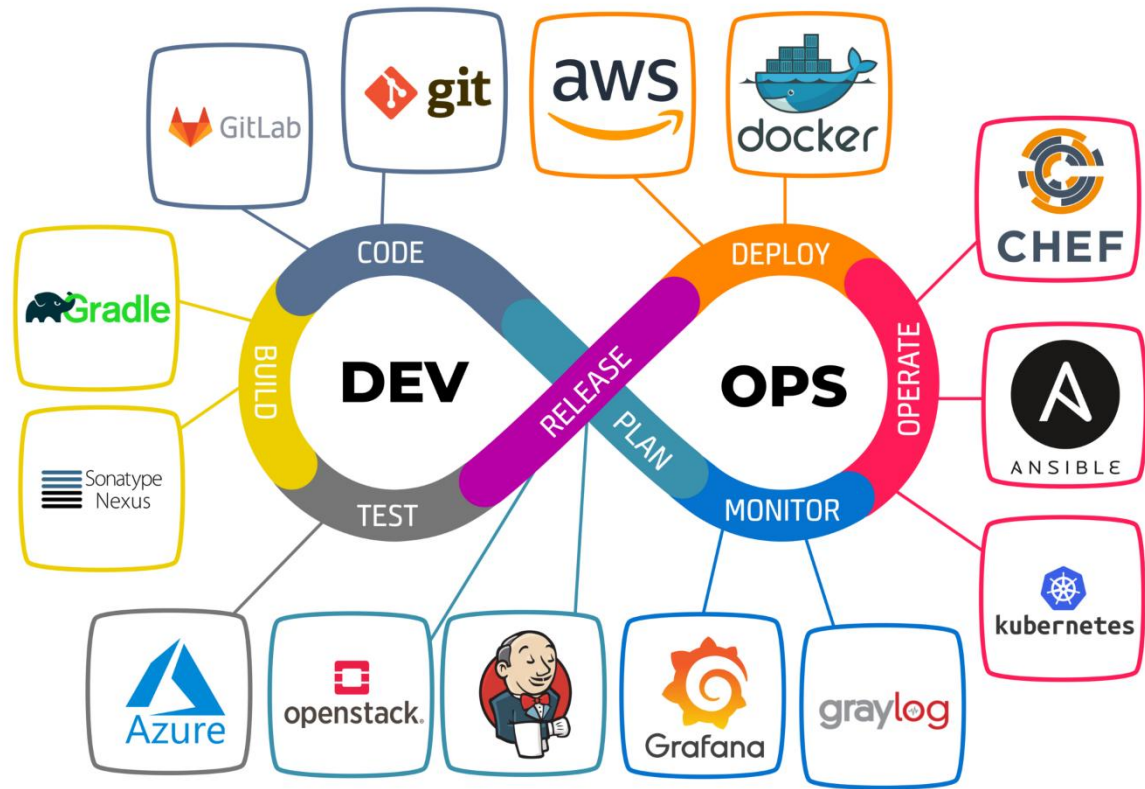 GitLab
git
aws
docker
CHEF
CODE
DEPLOY
Gradle
BUILD
DEV
RELEASE
PLAN
OPS
OPERATE
ANSIBLE
Sonatype
Nexus
TEST
MONITOR
kubernetes
Azure
openstack.
Grafana
graylog